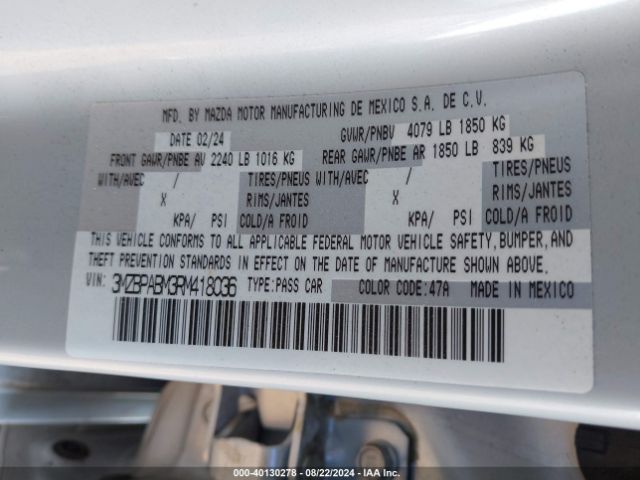 MFD. BY MAZDA MOTOR MANUFACTURING DE MEXICO S.A. DE C.V.
DATE 02/24 GVWR/PNBV 4079 LB 1850 KG
FRONT GAWR/PNBE AV 2240 LB 1016 KG REAR GAWR/PNBE AR 1850 LB 839 KG
WITH/AVEC / TIRES/PNEUS WITH/AVEC / TIRES/PNEUS
X RIMS/JANTES X RIMS/JANTES
KPA/ PSI COLD/A FROID KPA/ PSI COLD/A FROID
THIS VEHICLE CONFORMS TO ALL APPLICABLE FEDERAL MOTOR VEHICLE SAFETY, BUMPER, AND
THEFT PREVENTION STANDARDS IN EFFECT ON THE DATE OF MANUFACTURE SHOWN ABOVE.
VIN: 3MZBPABM3RM418036 TYPE:PASS CAR COLOR CODE:47A MADE IN MEXICO
000-40130278 - 08/22/2024 - IAA Inc.